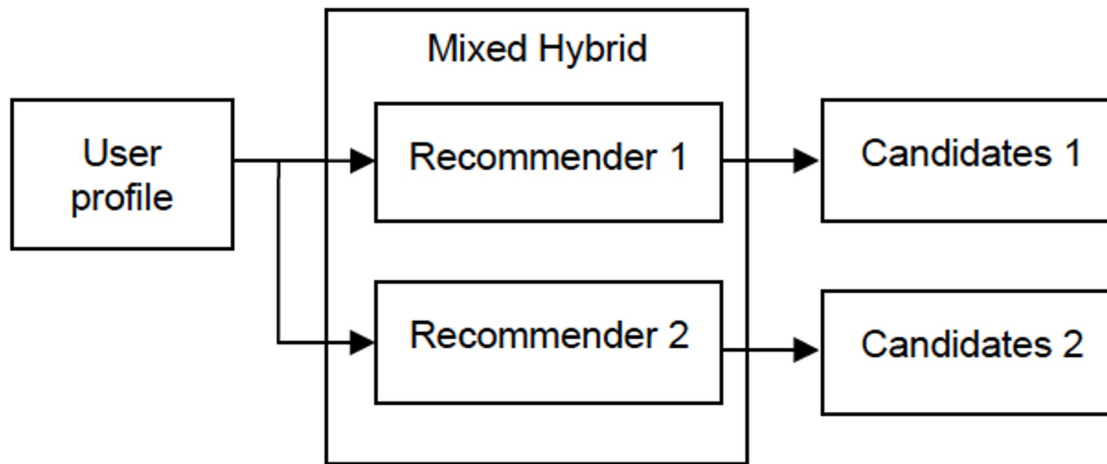 Mixed Hybrid
User
profile
Recommender 1
Candidates 1
Recommender 2
Candidates 2